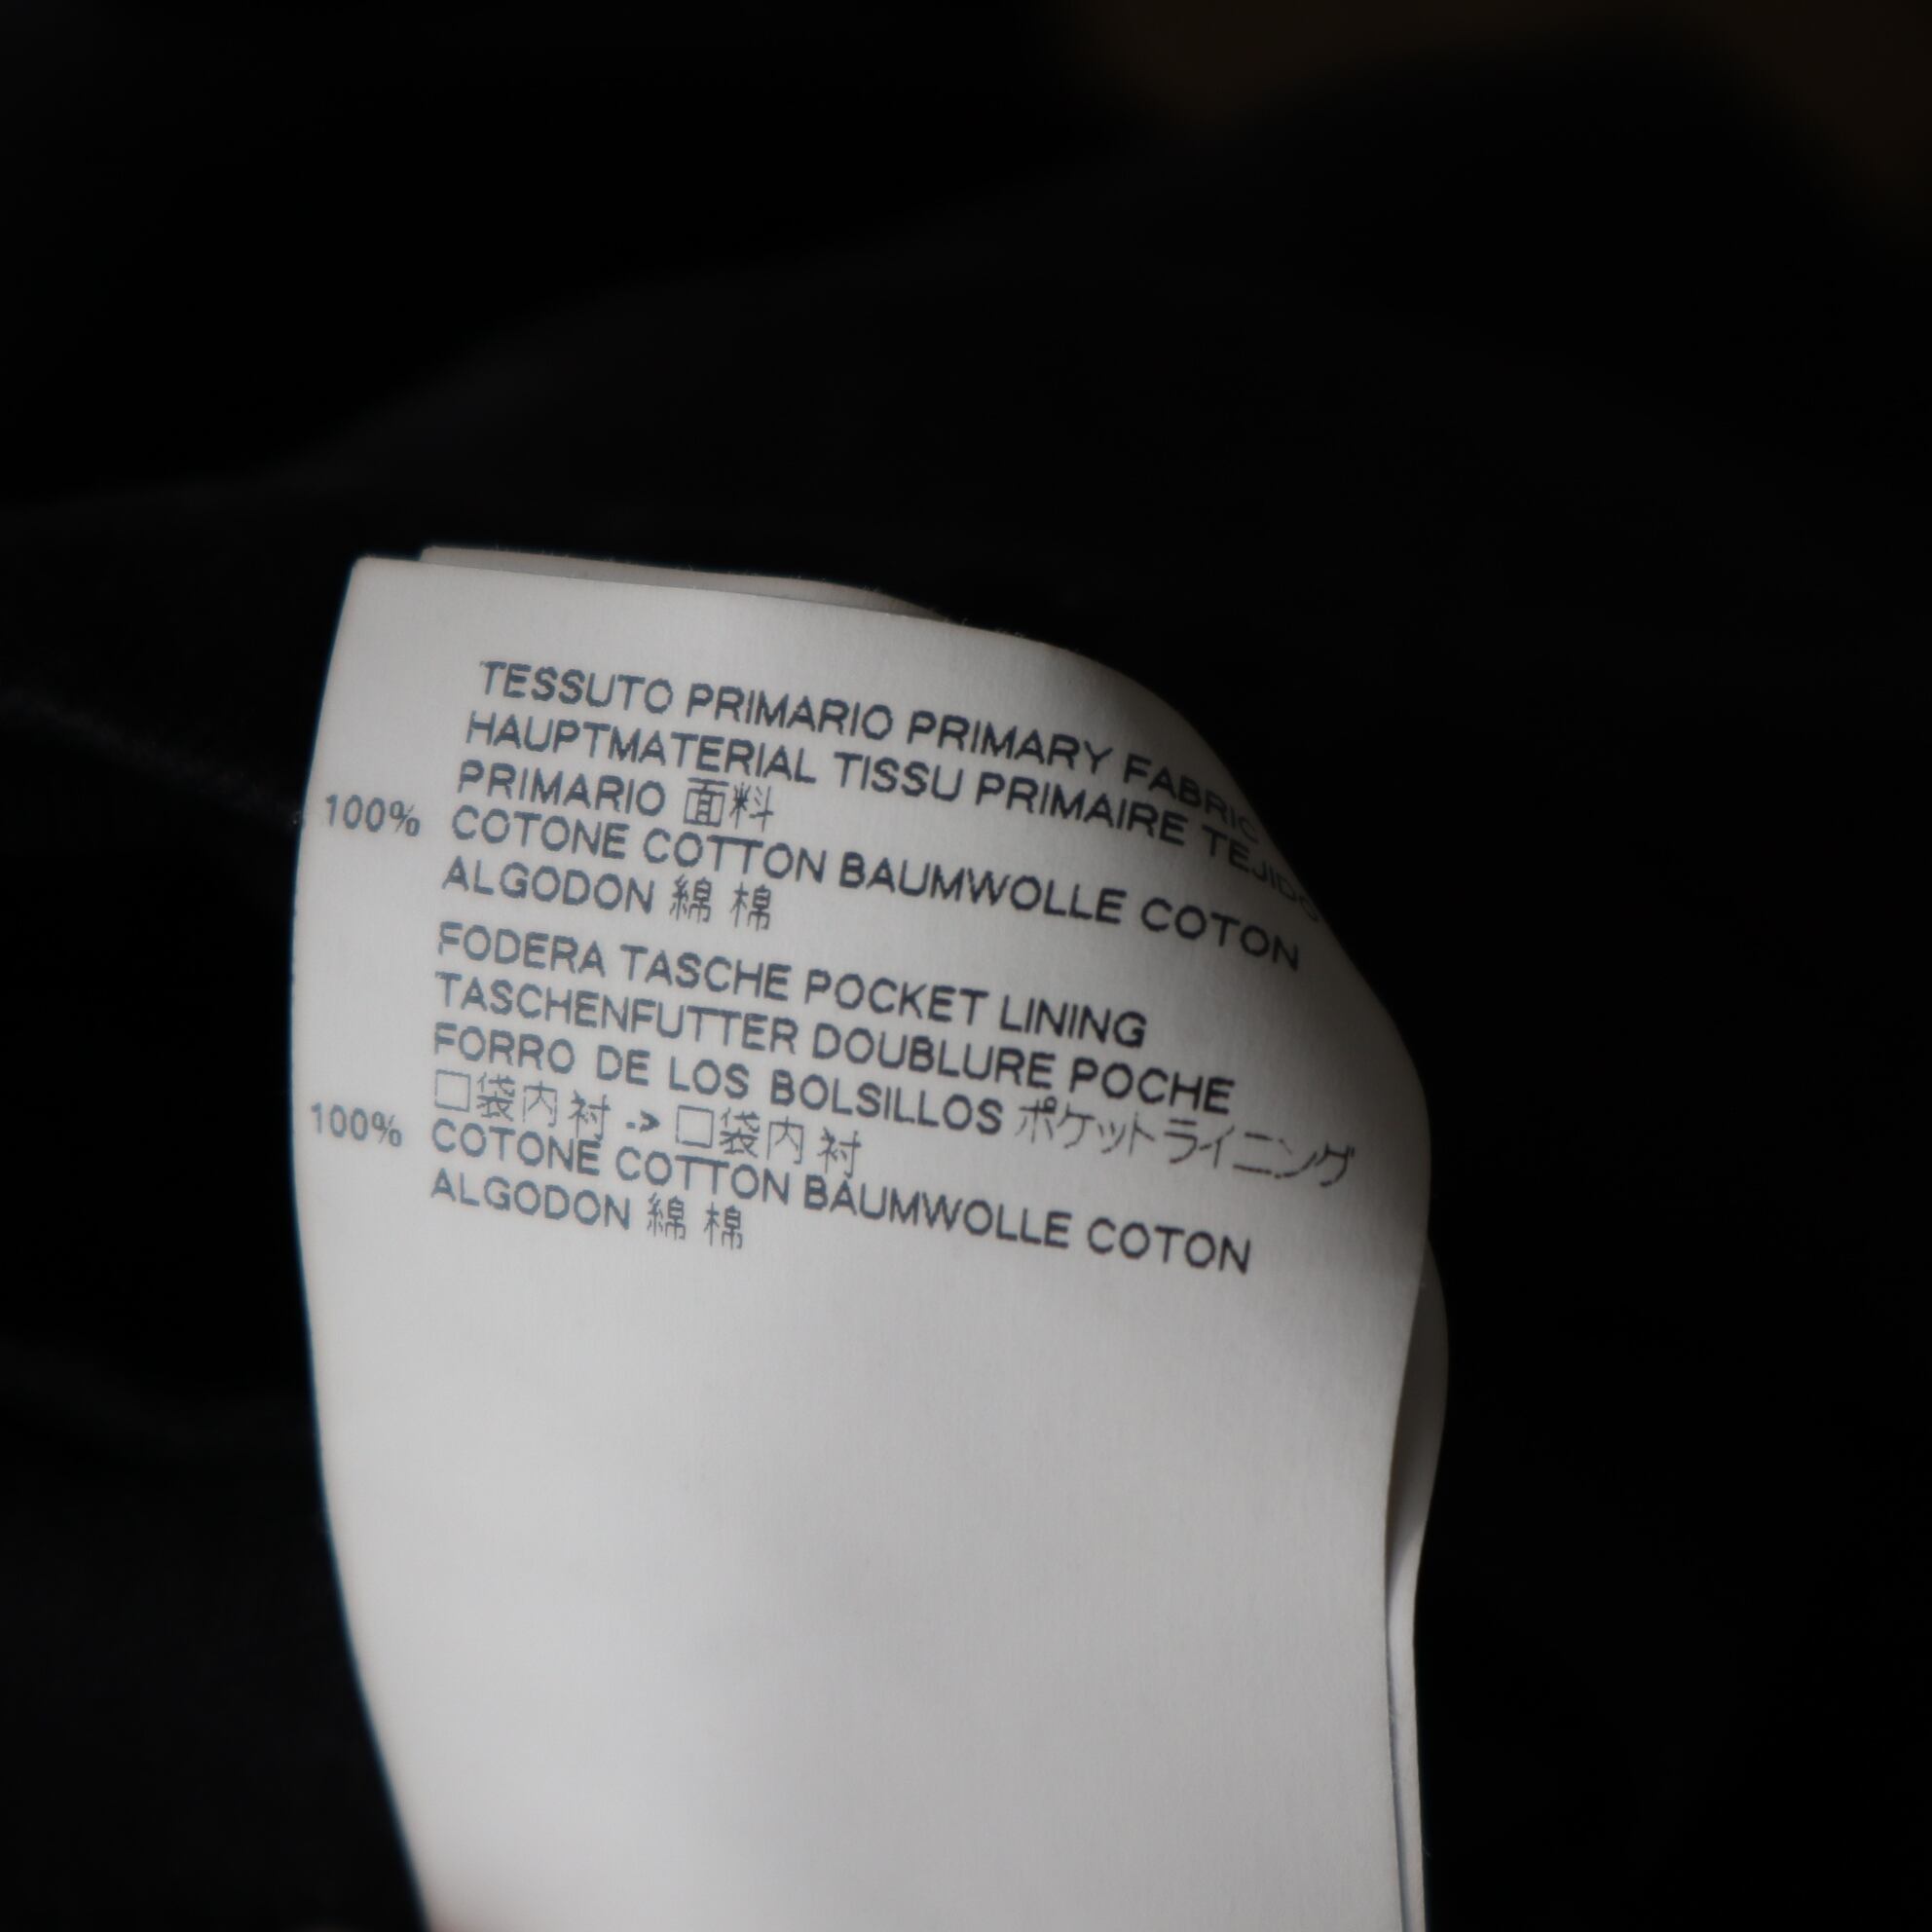 TESSUTO PRIMARIO PRIMARY FABRIC
HAUPTMATERIAL TISSU PRIMAIRE TEJIDO
PRIMARIO 面料
100% COTONE COTTON BAUMWOLLE COTON
ALGODON 綿 棉
FODERA TASCHE POCKET LINING
TASCHENFUTTER DOUBLURE POCHE
FORRO DE LOS BOLSILLOS ポケットライニング
口袋内衬 -> 口袋内衬
100% COTONE COTTON BAUMWOLLE COTON
ALGODON 綿 棉